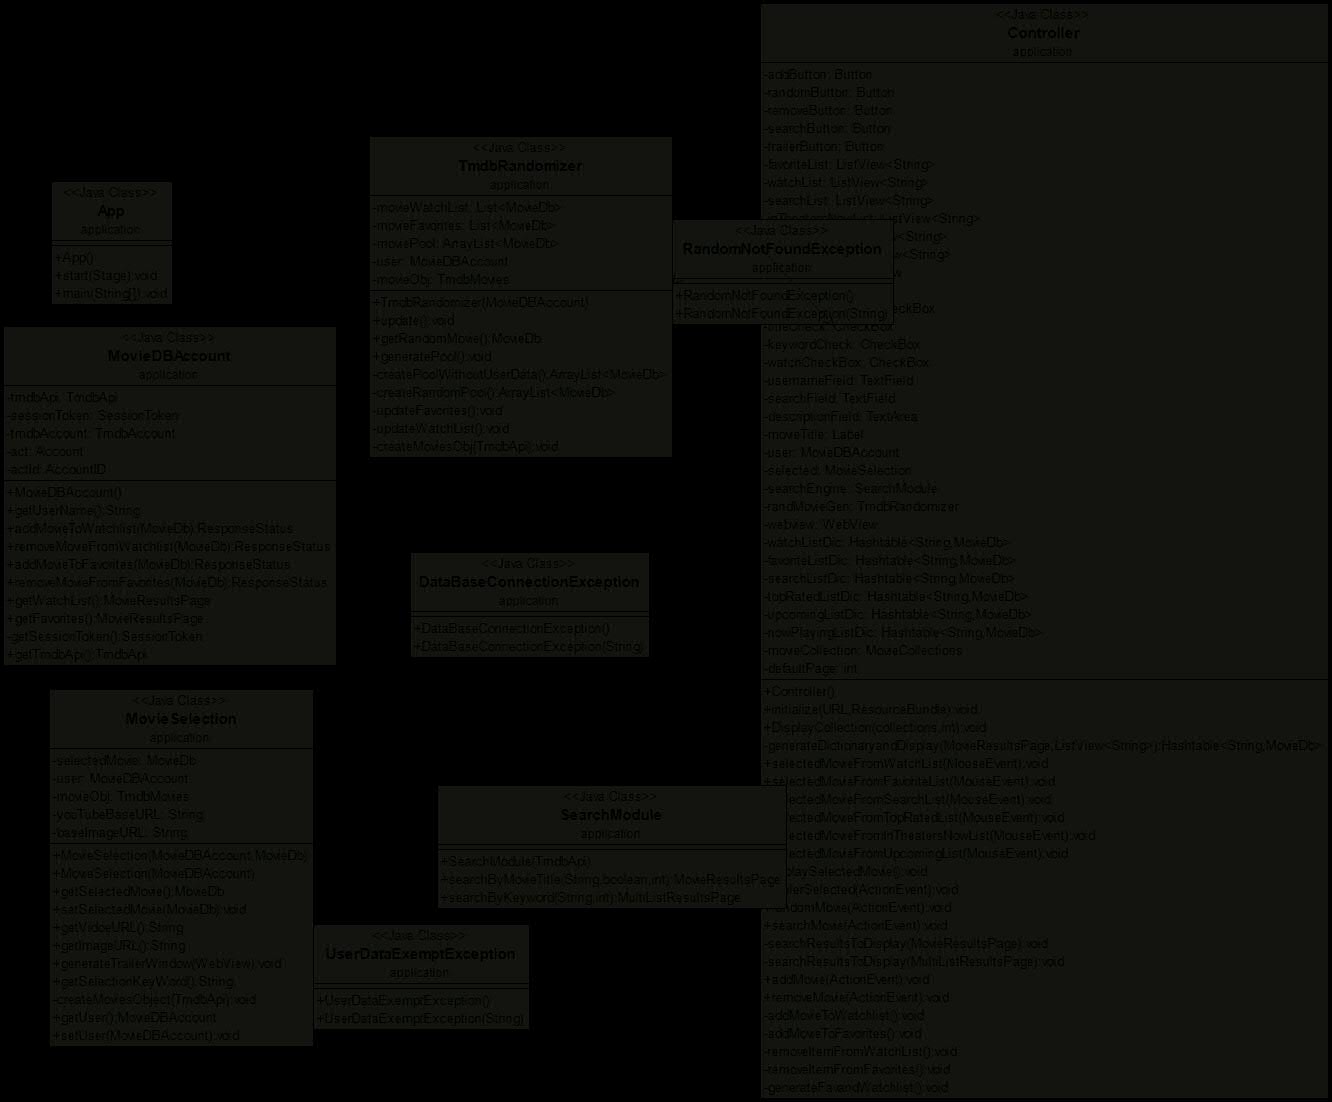 <<Java Class>>
App
application
+App()
+start(Stage):void
+main(String[]):void
<<Java Class>>
MovieDBAccount
application
-tmdbApi: TmdbApi
-sessionToken: SessionToken
-tmdbAccount: TmdbAccount
-act: Account
-actId: AccountID
+MovieDBAccount()
+getUserName():String
+addMovieToWatchlist(MovieDb):ResponseStatus
+removeMovieFromWatchlist(MovieDb):ResponseStatus
+addMovieToFavorites(MovieDb):ResponseStatus
+removeMovieFromFavorites(MovieDb):ResponseStatus
+getWatchList():MovieResultsPage
+getFavorites():MovieResultsPage
-getSessionToken():SessionToken
+getTmdbApi():TmdbApi
<<Java Class>>
MovieSelection
application
-selectedMovie: MovieDb
-user: MovieDBAccount
-movieObj: TmdbMovies
-youTubeBaseURL: String
-baseImageURL: String
+MovieSelection(MovieDBAccount,MovieDb)
+MovieSelection(MovieDBAccount)
+getSelectedMovie():MovieDb
+setSelectedMovie(MovieDb):void
+getVidoeURL():String
+getImageURL():String
+generateTrailerWindow(WebView):void
+getSelectionKeyWord():String
-createMoviesObject(TmdbApi):void
+getUser():MovieDBAccount
+setUser(MovieDBAccount):void
<<Java Class>>
TmdbRandomizer
application
-movieWatchList: List<MovieDb>
-movieFavorites: List<MovieDb>
-moviePool: ArrayList<MovieDb>
-user: MovieDBAccount
-movieObj: TmdbMovies
+TmdbRandomizer(MovieDBAccount)
+update():void
+getRandomMovie():MovieDb
+generatePool():void
-createPoolWithoutUserData():ArrayList<MovieDb>
-createRandomPool():ArrayList<MovieDb>
-updateFavorites():void
-updateWatchList():void
-createMoviesObj(TmdbApi):void
<<Java Class>>
RandomNotFoundException
application
+RandomNotFoundException()
+RandomNotFoundException(String)
<<Java Class>>
DataBaseConnectionException
application
+DataBaseConnectionException()
+DataBaseConnectionException(String)
<<Java Class>>
SearchModule
application
+SearchModule(TmdbApi)
+searchByMovieTitle(String,boolean,int):MovieResultsPage
+searchByKeyword(String,int):MultiListResultsPage
<<Java Class>>
UserDataExemptException
application
+UserDataExemptException()
+UserDataExemptException(String)
<<Java Class>>
Controller
application
-addButton: Button
-randomButton: Button
-removeButton: Button
-searchButton: Button
-trailerButton: Button
-favoriteList: ListView<String>
-watchList: ListView<String>
-searchList: ListView<String>
ListView<String>
<String>
<String>
CheckBox
-titleCheck: CheckBox
-keywordCheck: CheckBox
-watchCheckBox: CheckBox
-usernameField: TextField
-searchField: TextField
-descriptionField: TextArea
-movieTitle: Label
-user: MovieDBAccount
-selected: MovieSelection
-searchEngine: SearchModule
-randMovieGen: TmdbRandomizer
-webview: WebView
-watchListDic: Hashtable<String,MovieDb>
-favoriteListDic: Hashtable<String,MovieDb>
-searchListDic: Hashtable<String,MovieDb>
-topRatedListDic: Hashtable<String,MovieDb>
-upcomingListDic: Hashtable<String,MovieDb>
-nowPlayingListDic: Hashtable<String,MovieDb>
-movieCollection: MovieCollections
-defaultPage: int
+Controller()
+initialize(URL,ResourceBundle):void
+DisplayCollection(collections,int):void
-generateDictionaryandDisplay(MovieResultsPage,ListView<String>):Hashtable<String,MovieDb>
+selectedMovieFromWatchList(MouseEvent):void
+selectedMovieFromFavoriteList(MouseEvent):void
ectedMovieFromSearchList(MouseEvent):void
ectedMovieFromTopRatedList(MouseEvent):void
ectedMovieFromInTheatersNowList(MouseEvent):void
ectedMovieFromUpcomingList(MouseEvent):void
playSelectedMovie():void
ilerSelected(ActionEvent):void
+randomMovie(ActionEvent):void
+searchMovie(ActionEvent):void
-searchResultsToDisplay(MovieResultsPage):void
-searchResultsToDisplay(MultiListResultsPage):void
+addMovie(ActionEvent):void
+removeMovie(ActionEvent):void
-addMovieToWatchlist():void
-addMovieToFavorites():void
-removeItemFromWatchList():void
-removeItemFromFavorites():void
-generateFavandWatchlist():void